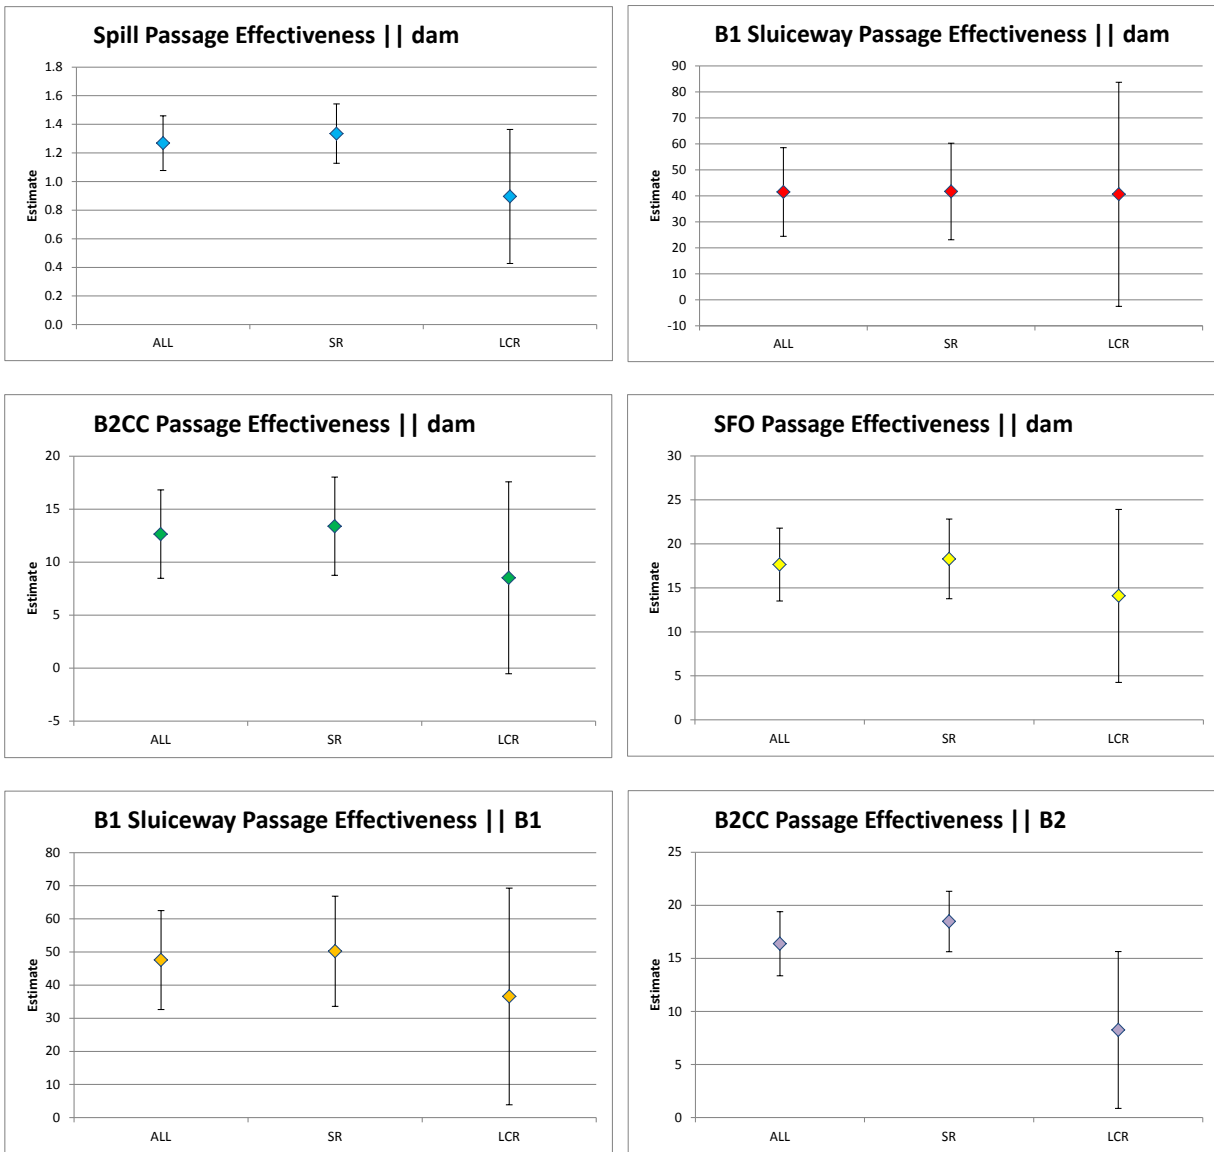 Spill Passage Effectiveness || dam
1.8
1.6
1.4
1.2
1.0
0.8
0.6
0.4
0.2
0.0
Estimate
ALL SR LCR
B1 Sluiceway Passage Effectiveness || dam
90
80
70
60
50
40
30
20
10
0
-10
Estimate
ALL SR LCR
B2CC Passage Effectiveness || dam
20
15
10
5
0
-5
Estimate
ALL SR LCR
SFO Passage Effectiveness || dam
30
25
20
15
10
5
0
Estimate
ALL SR LCR
B1 Sluiceway Passage Effectiveness || B1
80
70
60
50
40
30
20
10
0
Estimate
ALL SR LCR
B2CC Passage Effectiveness || B2
25
20
15
10
5
0
Estimate
ALL SR LCR